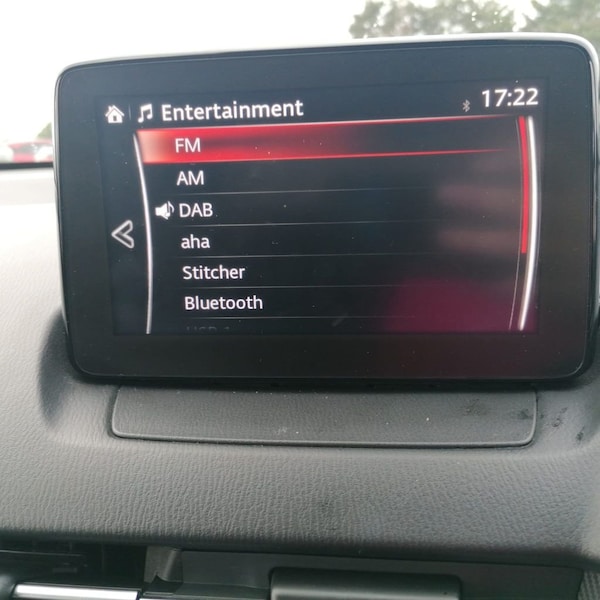 Entertainment 17:22
FM
AM
DAB
aha
Stitcher
Bluetooth